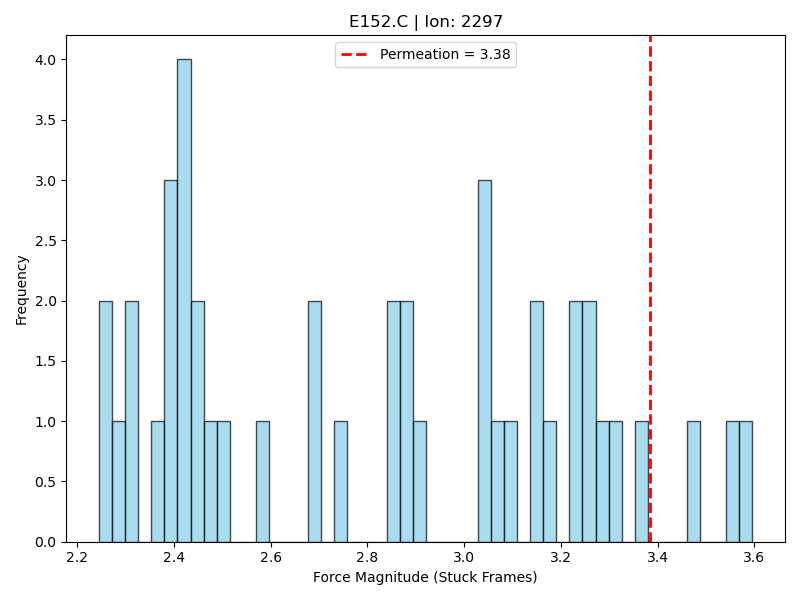 E152.C | Ion: 2297
Permeation = 3.38
Frequency
4.0
3.5
3.0
2.5
2.0
1.5
1.0
0.5
0.0
2.2 2.4 2.6 2.8 3.0 3.2 3.4 3.6
Force Magnitude (Stuck Frames)